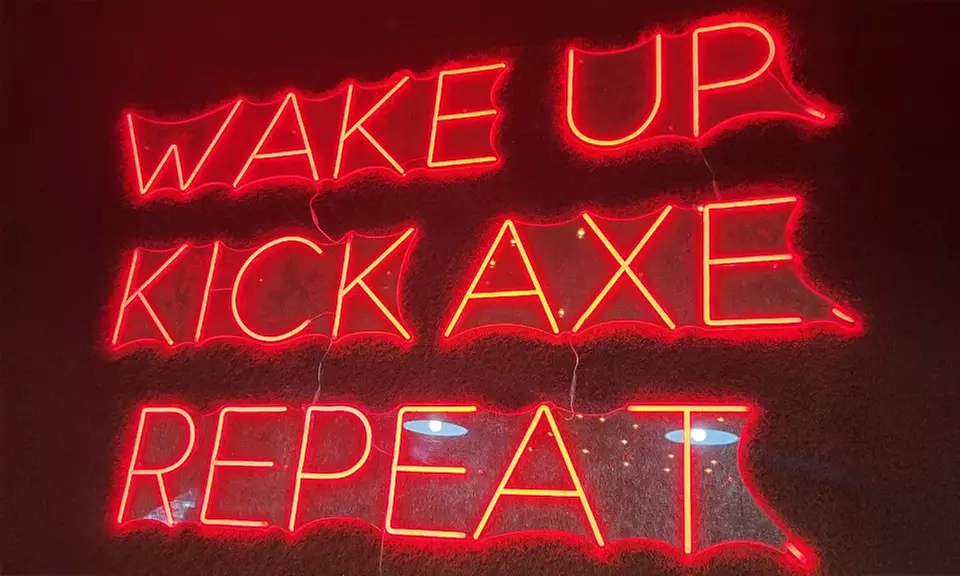 WAKE UP.
KICK AXE.
REPEAT.